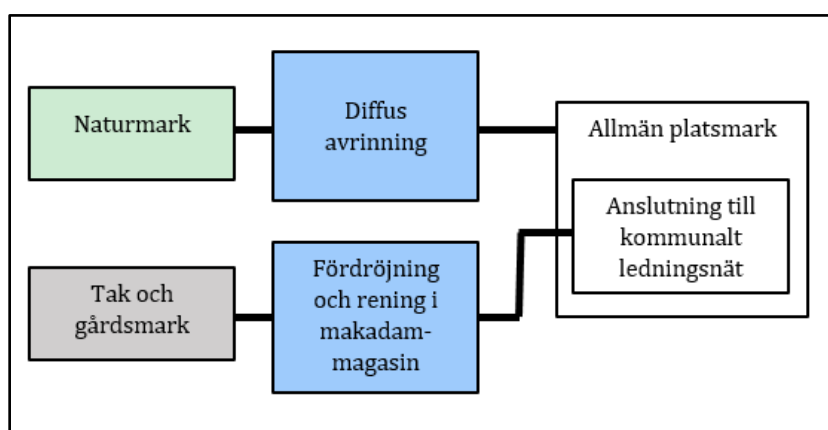 Naturmark
Diffus
avrinning
Allmän platsmark
Anslutning till
kommunalt
ledningsnät
Tak och
gårdsmark
Fördröjning
och rening i
makadam-
magasin